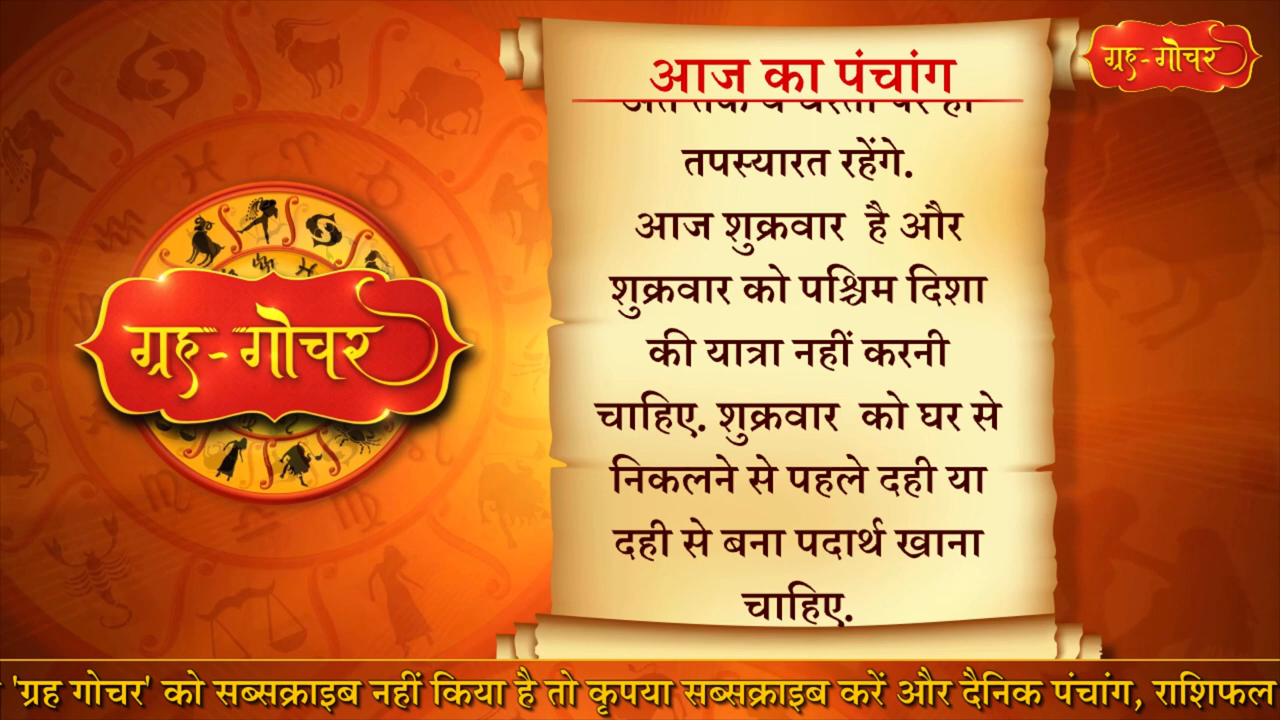 आज का पंचांग
ग्रह-गोचर
तपस्यारत रहेंगे.
आज शुक्रवार है और
शुक्रवार को पश्चिम दिशा
की यात्रा नहीं करनी
चाहिए. शुक्रवार को घर से
निकलने से पहले दही या
दही से बना पदार्थ खाना
चाहिए.
ग्रह-गोचर
'ग्रह गोचर' को सब्सक्राइब नहीं किया है तो कृपया सब्सक्राइब करें और दैनिक पंचांग, राशिफल